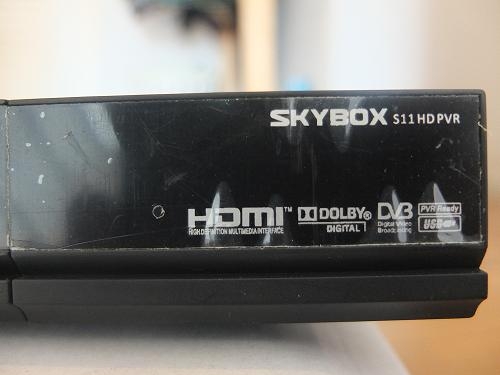 SKYBOX S11 HD PVR
HDMI™
HIGH-DEFINITION MULTIMEDIA INTERFACE
DOLBY®
DIGITAL
DVB
Digital Video
Broadcasting
PVR Ready
USB